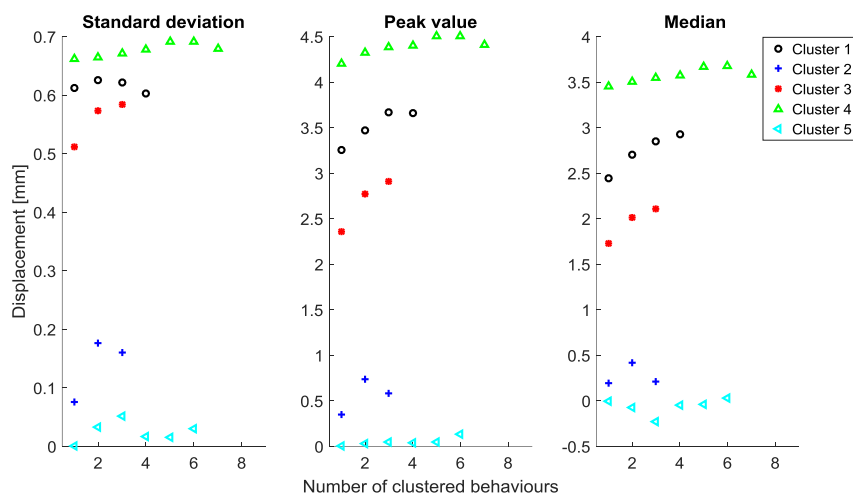 Standard deviation
Peak value
Median
0.7
0.6
0.5
0.4
0.3
0.2
0.1
0
4.5
4
3.5
3
2.5
2
1.5
1
0.5
0
4
3.5
3
2.5
2
1.5
1
0.5
0
-0.5
Cluster 1
Cluster 2
Cluster 3
Cluster 4
Cluster 5
Displacement [mm]
2 4 6 8
2 4 6 8
2 4 6 8
Number of clustered behaviours